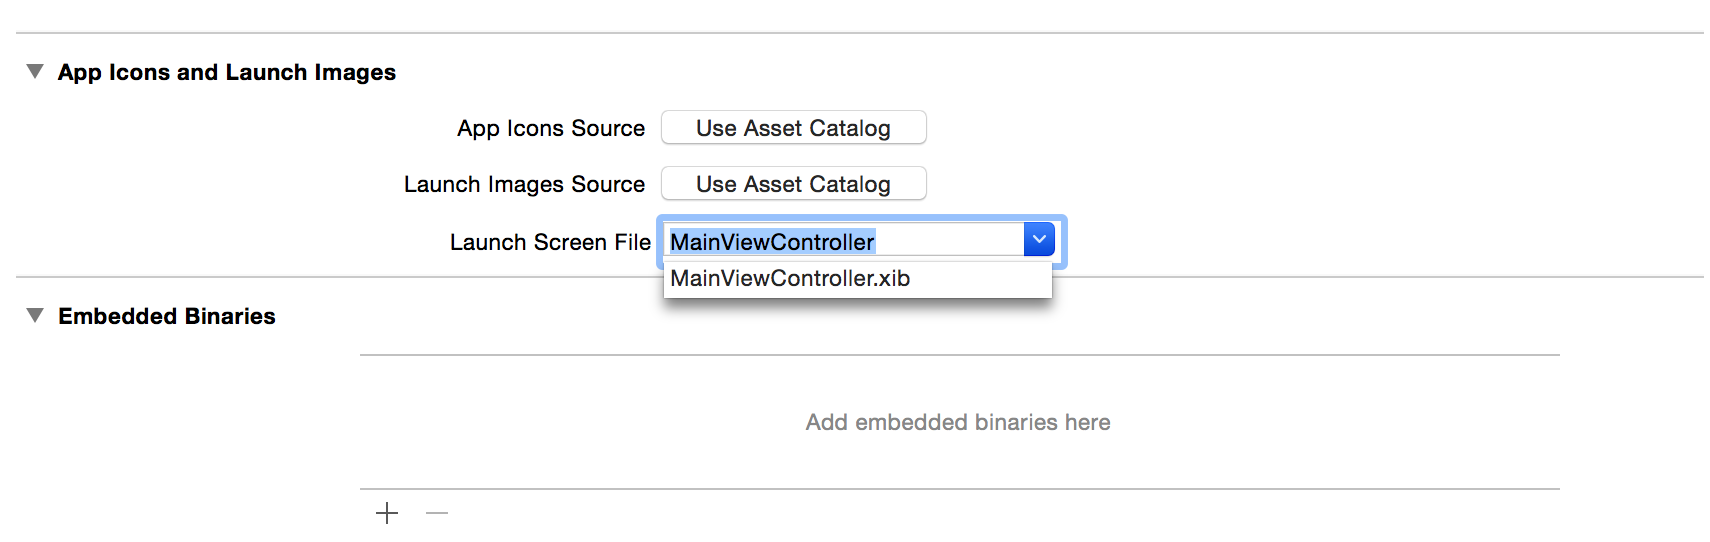 App Icons and Launch Images
App Icons Source Use Asset Catalog
Launch Images Source Use Asset Catalog
Launch Screen File MainViewController
MainViewController.xib
Embedded Binaries
Add embedded binaries here